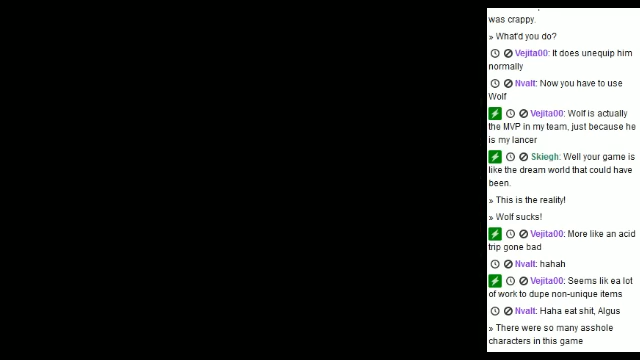 was crappy.
» What'd you do?
Vejita00: It does unequip him
normally
Nvalt: Now you have to use
Wolf
Vejita00: Wolf is actually
the MVP in my team, just because he
is my lancer
Skiegh: Well your game is
like the dream world that could have
been.
» This is the reality!
» Wolf sucks!
Vejita00: More like an acid
trip gone bad
Nvalt: hahah
Vejita00: Seems lik ea lot
of work to dupe non-unique items
Nvalt: Haha eat shit, Algus
» There were so many asshole
characters in this game